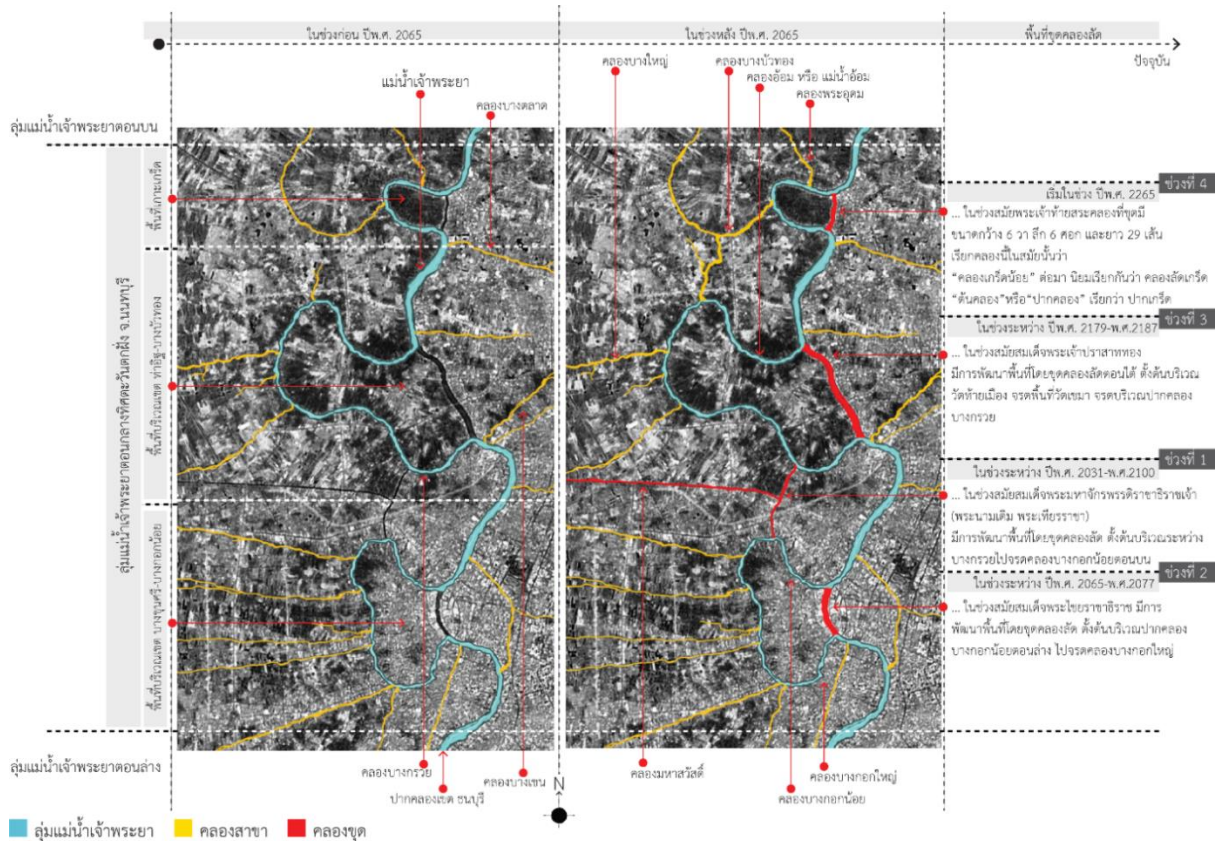 ในช่วงก่อน ปีพ.ศ. 2065
ในช่วงหลัง ปีพ.ศ. 2065
พื้นที่ขุดคลองลัด
ปัจจุบัน
แม่น้ำเจ้าพระยา
คลองบางตลาด
คลองบางใหญ่
คลองบางบัวทอง
คลองอ้อม หรือ แม่น้ำอ้อม
คลองพระอุดม
ลุ่มแม่น้ำเจ้าพระยาตอนบน
ลุ่มแม่น้ำเจ้าพระยาตอนกลางทิศตะวันตกฝั่ง จ.นนทบุรี
พื้นที่เกาะเกร็ด
พื้นที่บริเวณเขต ท่าอิฐ-บางบัวทอง
พื้นที่บริเวณเขต บางขุนศรี-บางกอกน้อย
ช่วงที่ 4
เริ่มในช่วง ปีพ.ศ. 2265
... ในช่วงสมัยพระเจ้าท้ายสระคลองที่ขุดมี
ขนาดกว้าง 6 วา ลึก 6 ศอก และยาว 29 เส้น
เรียกคลองนี้ในสมัยนั้นว่า
"คลองเกร็ดน้อย" ต่อมา นิยมเรียกกันว่า คลองลัดเกร็ด
"ต้นคลอง"หรือ"ปากคลอง" เรียกว่า ปากเกร็ด
ช่วงที่ 3
ในช่วงระหว่าง ปีพ.ศ. 2179-พ.ศ.2187
... ในช่วงสมัยสมเด็จพระเจ้าปราสาททอง
มีการพัฒนาพื้นที่โดยขุดคลองลัดตอนใต้ ตั้งต้นบริเวณ
วัดท้ายเมือง จรดพื้นที่วัดเขมา จรดบริเวณปากคลอง
บางกรวย
ช่วงที่ 1
ในช่วงระหว่าง ปีพ.ศ. 2031-พ.ศ.2100
... ในช่วงสมัยสมเด็จพระมหาจักรพรรดิราชาธิราชเจ้า
(พระนามเดิม พระเทียรราชา)
มีการพัฒนาพื้นที่โดยขุดคลองลัด ตั้งต้นบริเวณระหว่าง
บางกรวยไปจรดคลองบางกอกน้อยตอนบน
ช่วงที่ 2
ในช่วงระหว่าง ปีพ.ศ. 2065-พ.ศ.2077
... ในช่วงสมัยสมเด็จพระไชยราชาธิราช มีการ
พัฒนาพื้นที่โดยขุดคลองลัด ตั้งต้นบริเวณปากคลอง
บางกอกน้อยตอนล่าง ไปจรดคลองบางกอกใหญ่
ลุ่มแม่น้ำเจ้าพระยาตอนล่าง
คลองบางกรวย
ปากคลองเขต ธนบุรี
คลองบางเขน
N
คลองมหาสวัสดิ์
คลองบางกอกใหญ่
คลองบางกอกน้อย
ลุ่มแม่น้ำเจ้าพระยา
คลองสาขา
คลองขุด